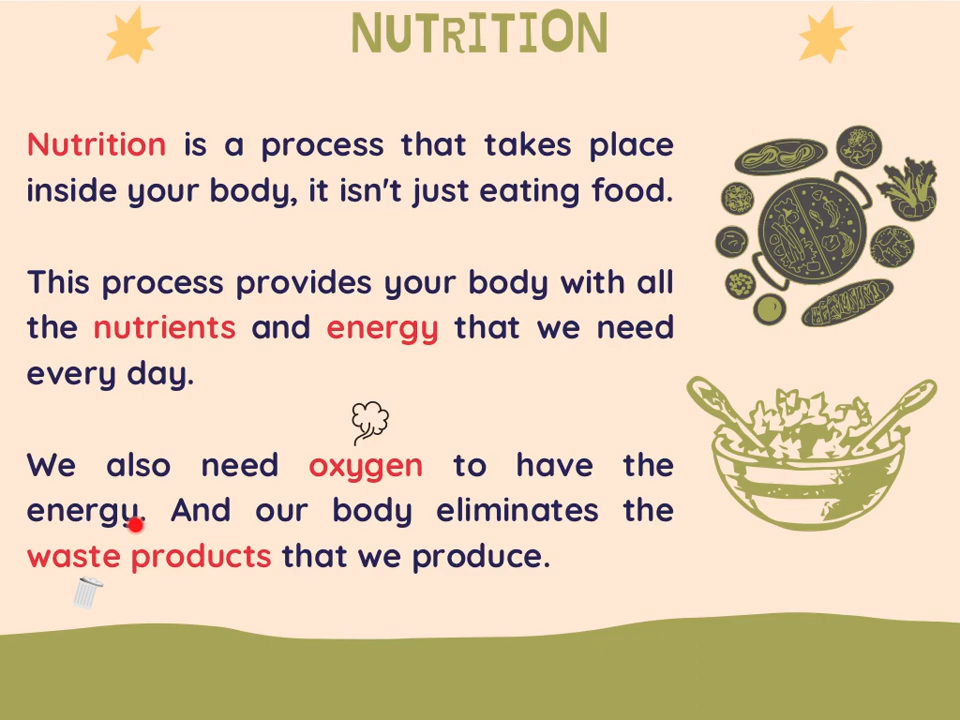 NUTRITION
Nutrition is a process that takes place
inside your body, it isn't just eating food.
This process provides your body with all
the nutrients and energy that we need
every day.
We also need oxygen to have the
energy. And our body eliminates the
waste products that we produce.